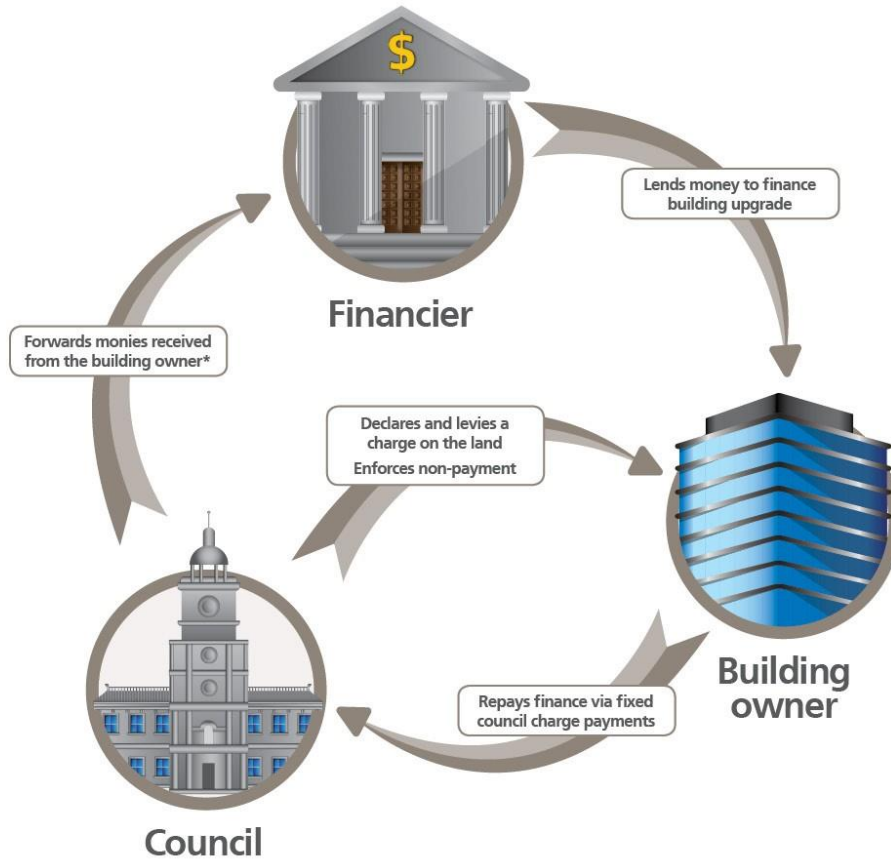 $
Lends money to finance
building upgrade
Financier
Forwards monies received
from the building owner*
Declares and levies a
charge on the land
Enforces non-payment
Building
owner
Repays finance via fixed
council charge payments
Council